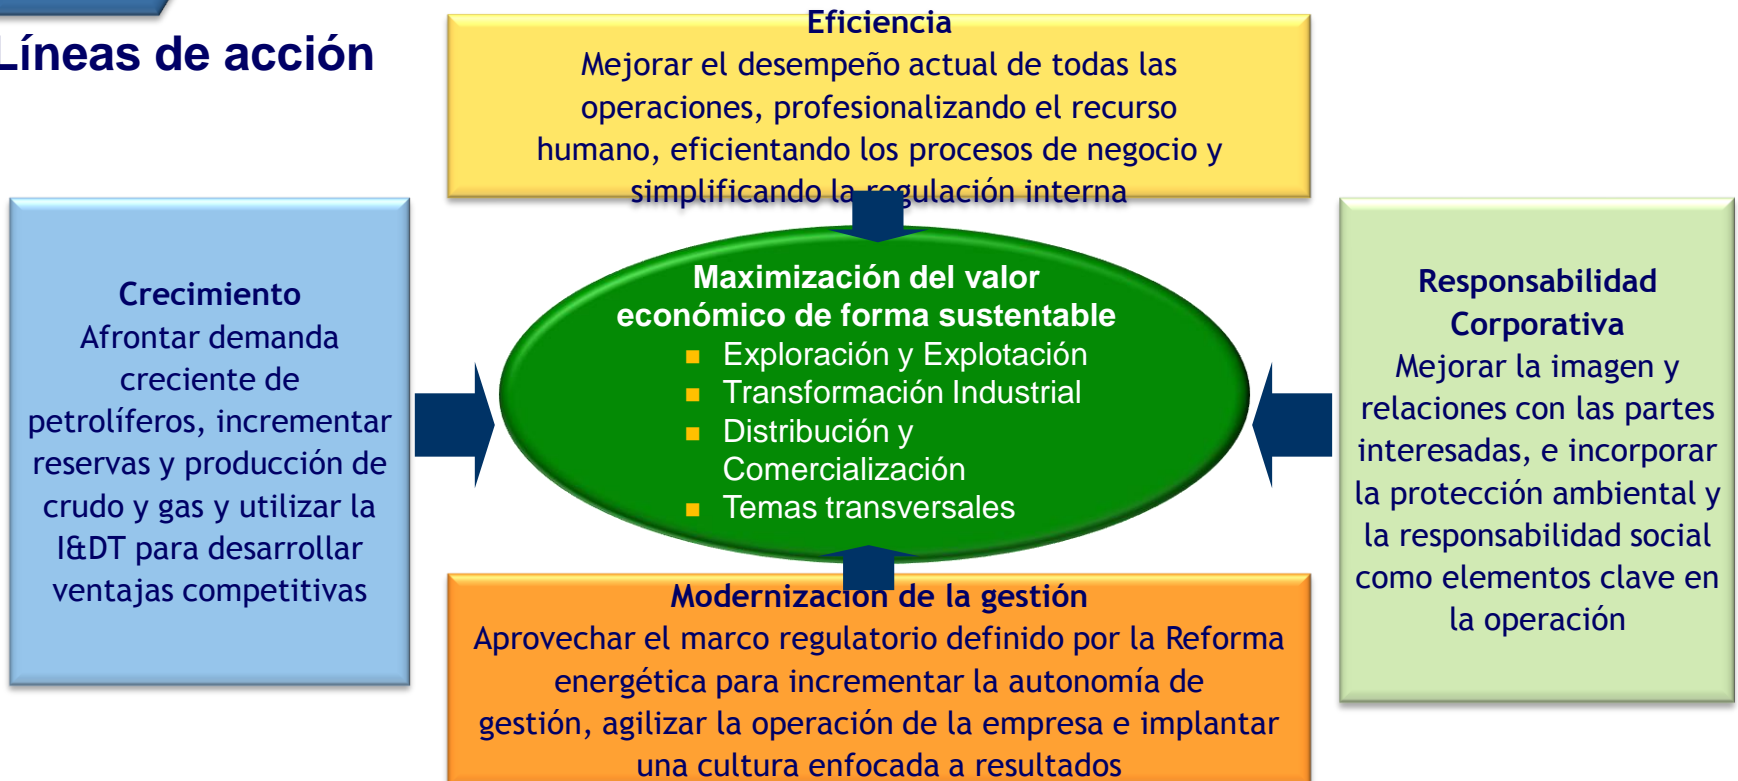 Líneas de acción
Eficiencia
Mejorar el desempeño actual de todas las
operaciones, profesionalizando el recurso
humano, eficientando los procesos de negocio y
simplificando la regulación interna
Crecimiento
Afrontar demanda
creciente de
petrolíferos, incrementar
reservas y producción de
crudo y gas y utilizar la
I&DT para desarrollar
ventajas competitivas
Maximización del valor
económico de forma sustentable
■ Exploración y Explotación
■ Transformación Industrial
■ Distribución y
Comercialización
■ Temas transversales
Responsabilidad
Corporativa
Mejorar la imagen y
relaciones con las partes
interesadas, e incorporar
la protección ambiental y
la responsabilidad social
como elementos clave en
la operación
Modernización de la gestión
Aprovechar el marco regulatorio definido por la Reforma
energética para incrementar la autonomía de
gestión, agilizar la operación de la empresa e implantar
una cultura enfocada a resultados